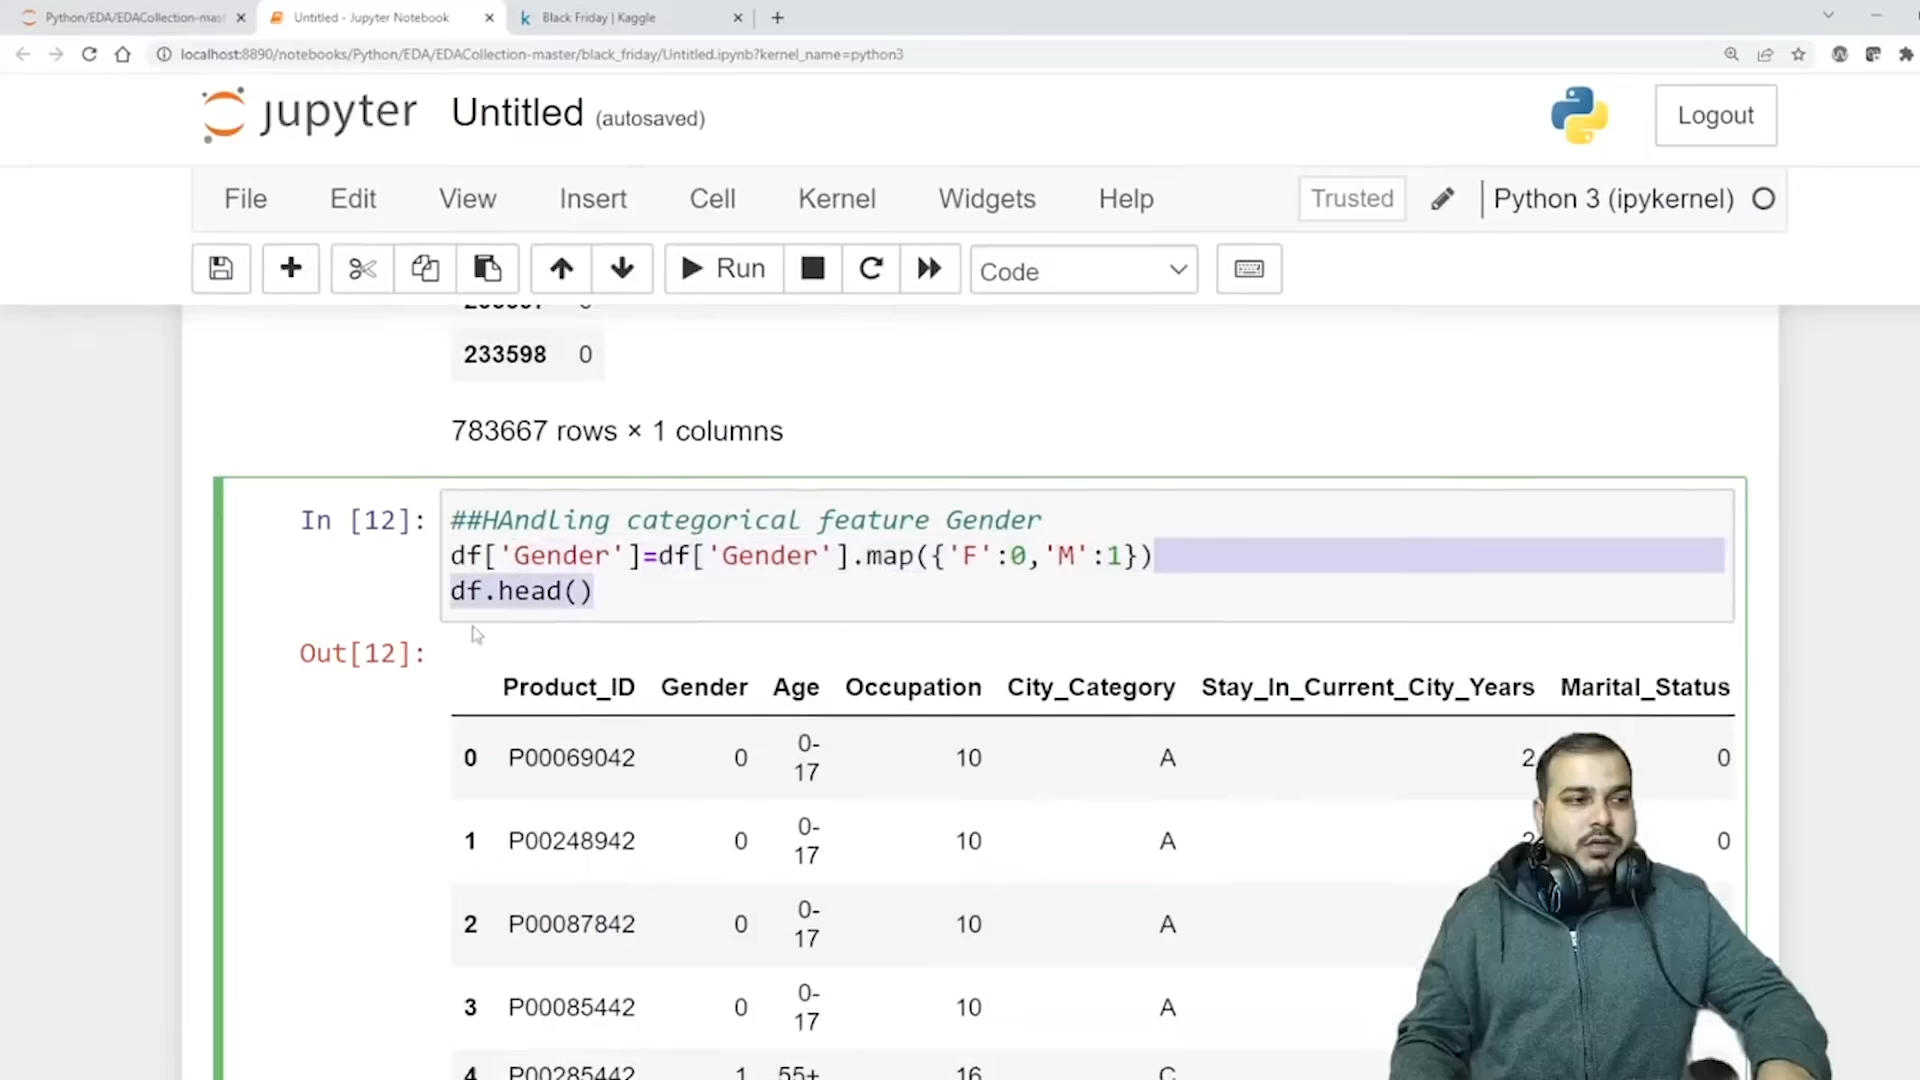 Python/EDA/EDACollection-mas
Untitled - Jupyter Notebook
Black Friday | Kaggle
localhost:8890/notebooks/Python/EDA/EDACollection-master/black_friday/Untitled.ipynb?kernel_name=python3
jupyter Untitled (autosaved)
Logout
File Edit View Insert Cell Kernel Widgets Help Trusted Python 3 (ipykernel)
Run Code
233598 0
783667 rows × 1 columns
In [12]: ##HAndling categorical feature Gender
df['Gender']=df['Gender'].map({'F':0,'M':1})
df.head()
Out[12]:
Product_ID Gender Age Occupation City_Category Stay_In_Current_City_Years Marital_Status
0 P00069042 0 0-17 10 A 2 0
1 P00248942 0 0-17 10 A 2 0
2 P00087842 0 0-17 10 A
3 P00085442 0 0-17 10 A
4 P00285442 1 55+ 16 C